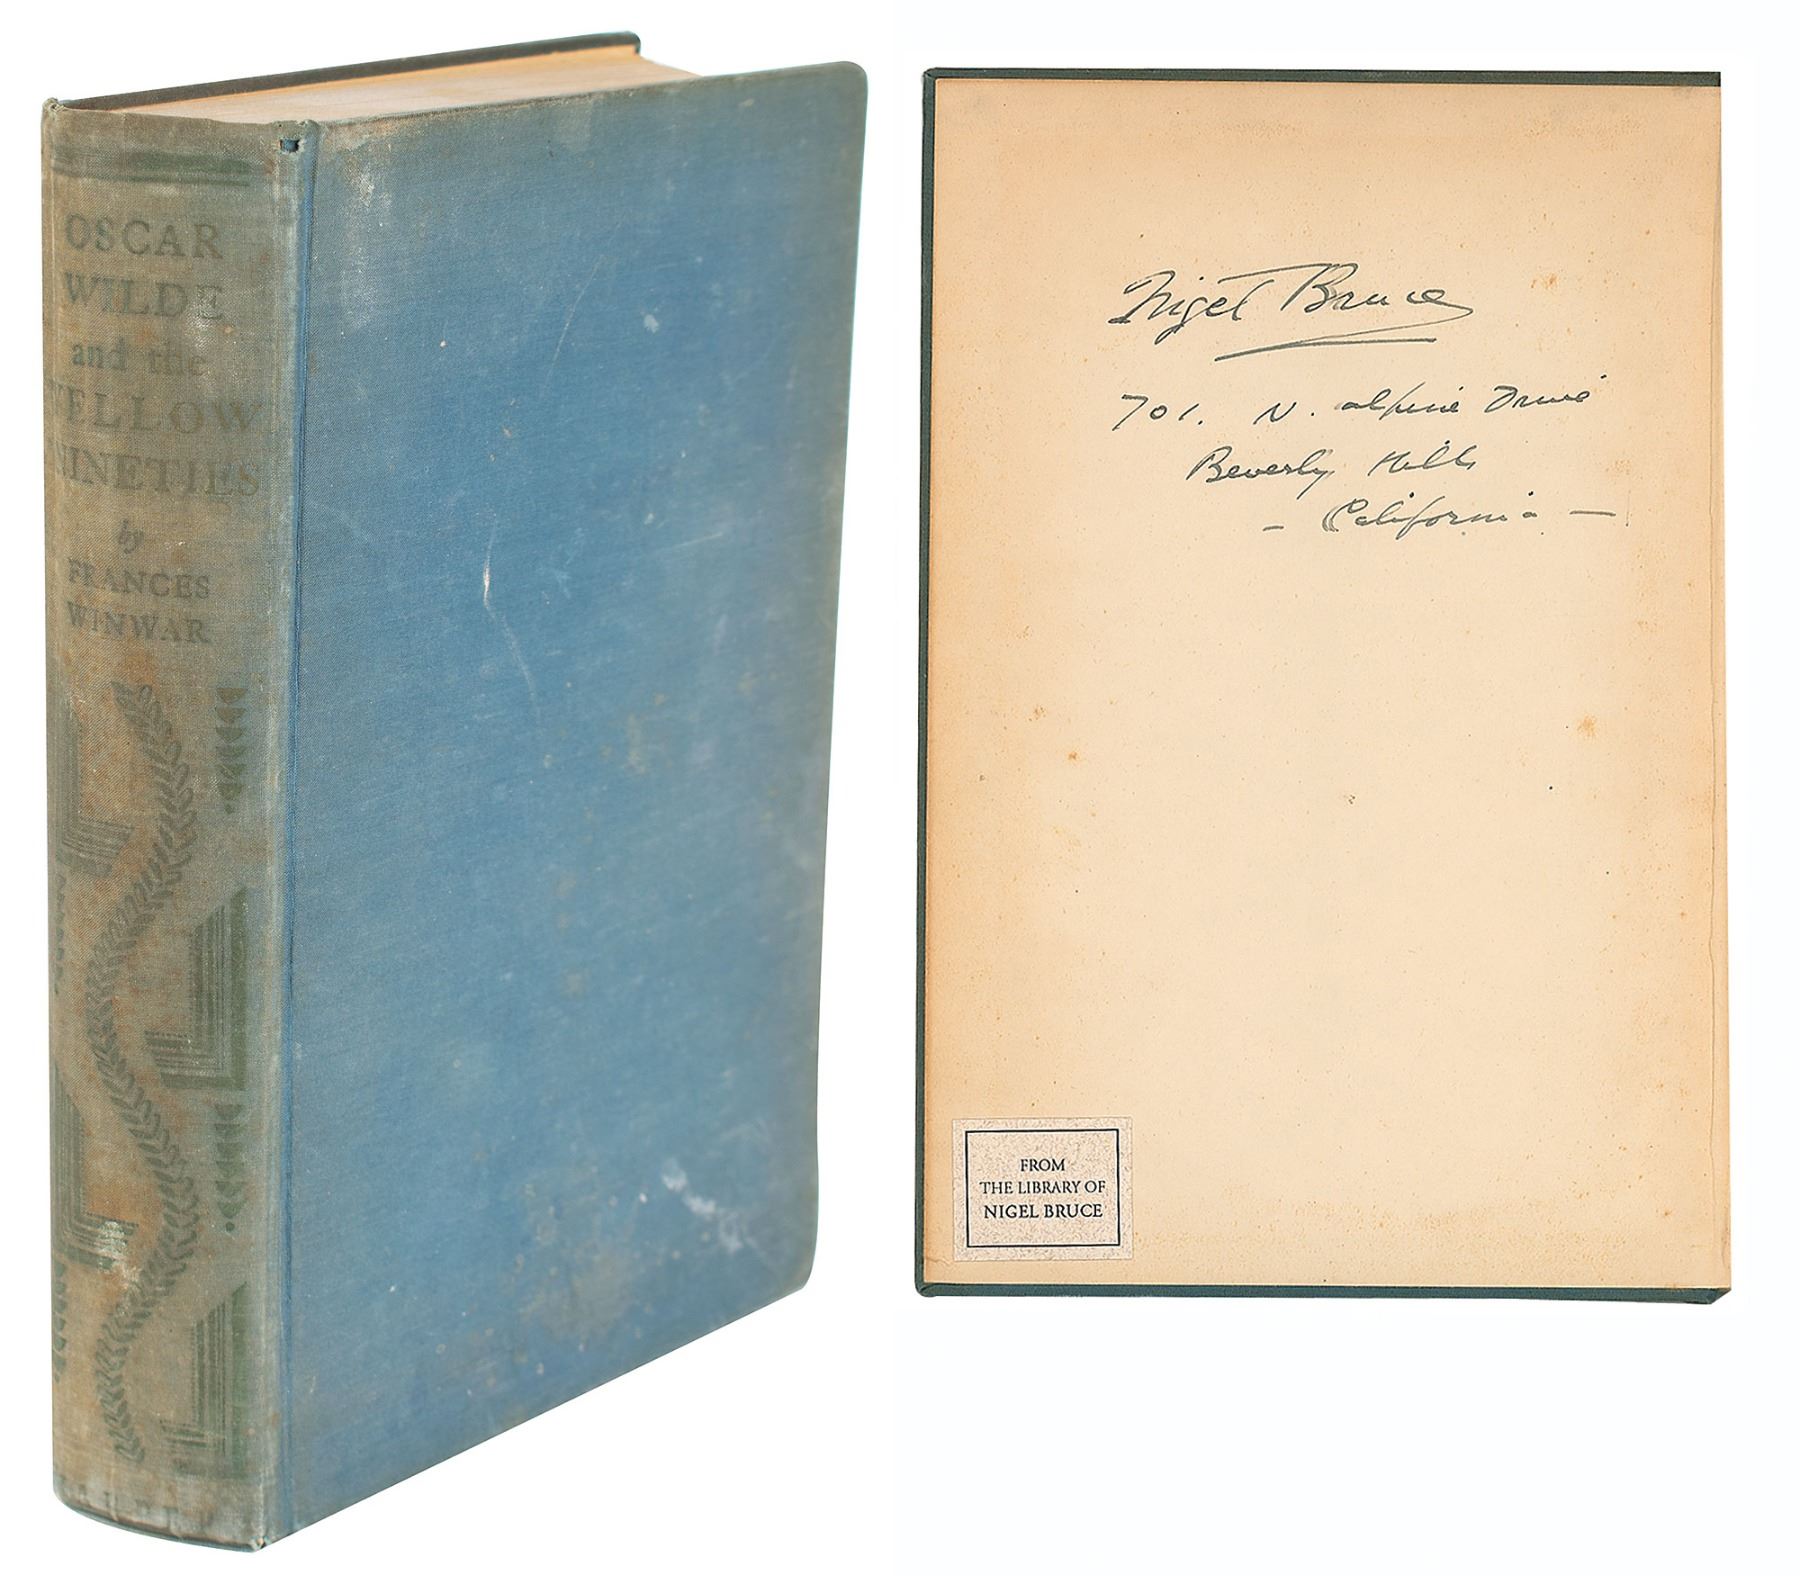 OSCAR
WILDE
and the
YELLOW
NINETIES
by
FRANCES
WINWAR
Nigel Bruce
701. N. Alpine Drive
Beverly Hills
- California -
FROM
THE LIBRARY OF
NIGEL BRUCE